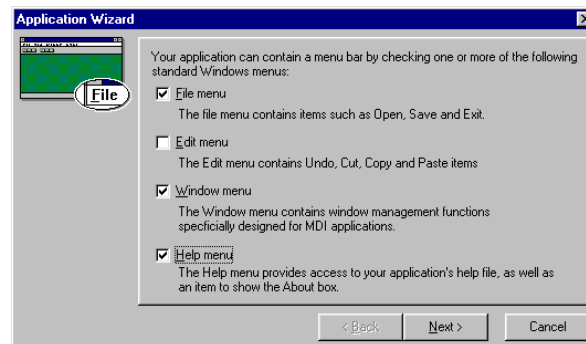 Application Wizard
File
Your application can contain a menu bar by checking one or more of the following
standard Windows menus:
File menu
The file menu contains items such as Open, Save and Exit.
Edit menu
The Edit menu contains Undo, Cut, Copy and Paste items
Window menu
The Window menu contains window management functions
specficially designed for MDI applications.
Help menu
The Help menu provides access to your application's help file, as well as
an item to show the About box.
< Back
Next >
Cancel